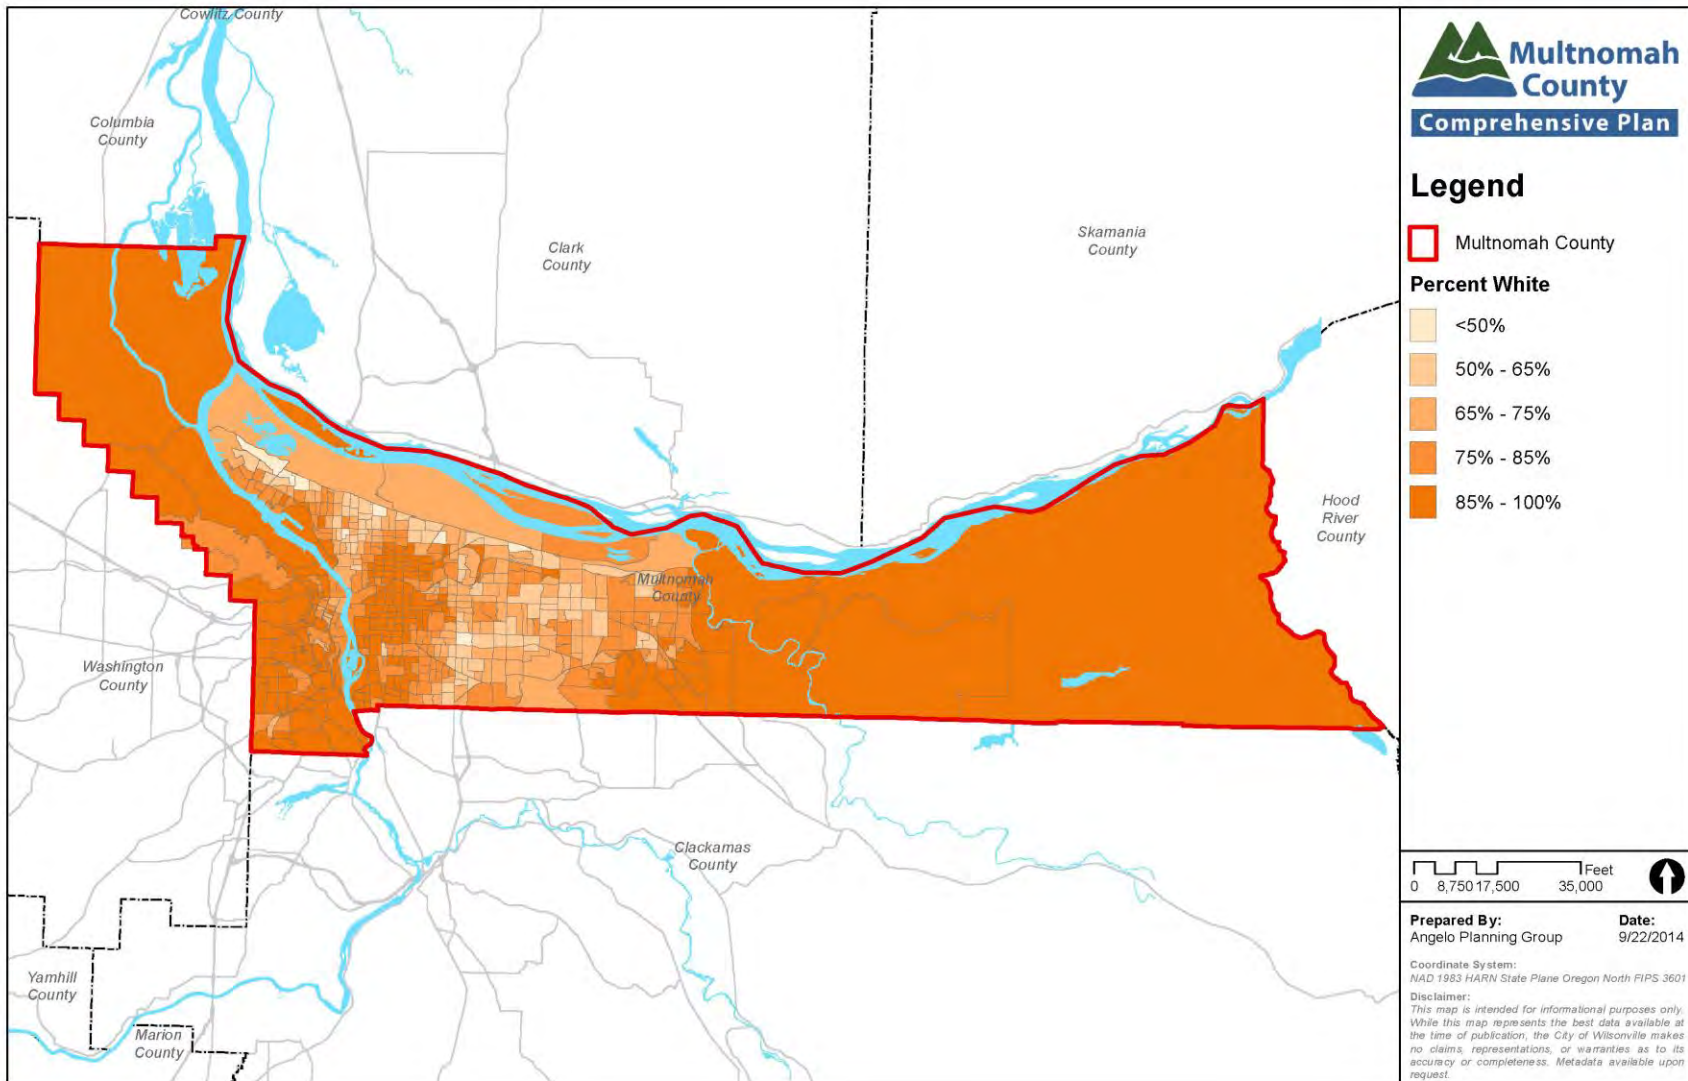 Cowlitz County
Columbia
County
Clark
County
Skamania
County
Hood
River
County
Multnomah
County
Washington
County
Clackamas
County
Yamhill
County
Marion
County
Multnomah
County
Comprehensive Plan
Legend
Multnomah County
Percent White
<50%
50% - 65%
65% - 75%
75% - 85%
85% - 100%
Feet
0 8,750 17,500 35,000
Prepared By: Date:
Angelo Planning Group 9/22/2014
Coordinate System:
NAD 1983 HARN State Plane Oregon North FIPS 3601
Disclaimer:
This map is intended for informational purposes only.
While this map represents the best data available at
the time of publication, the City of Wilsonville makes
no claims, representations, or warranties as to its
accuracy or completeness. Metadata available upon
request.